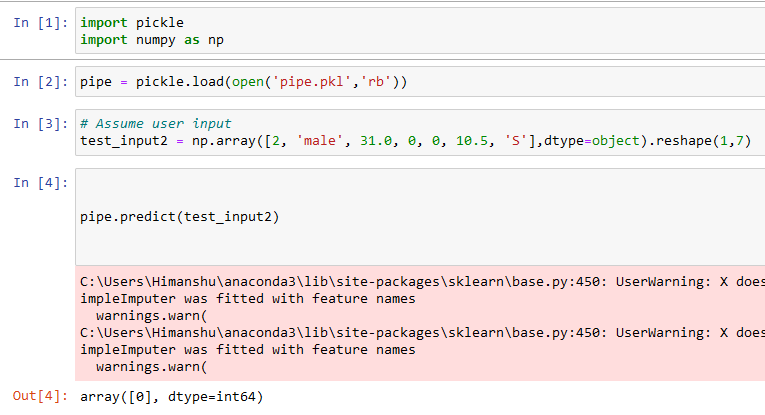 In [1]: import pickle
import numpy as np
In [2]: pipe = pickle.load(open('pipe.pkl','rb'))
In [3]: # Assume user input
test_input2 = np.array([2, 'male', 31.0, 0, 0, 10.5, 'S'],dtype=object).reshape(1,7)
In [4]:
pipe.predict(test_input2)
C:\Users\Himanshu\anaconda3\lib\site-packages\sklearn\base.py:450: UserWarning: X does
impleImputer was fitted with feature names
warnings.warn(
C:\Users\Himanshu\anaconda3\lib\site-packages\sklearn\base.py:450: UserWarning: X does
impleImputer was fitted with feature names
warnings.warn(
Out[4]: array([0], dtype=int64)